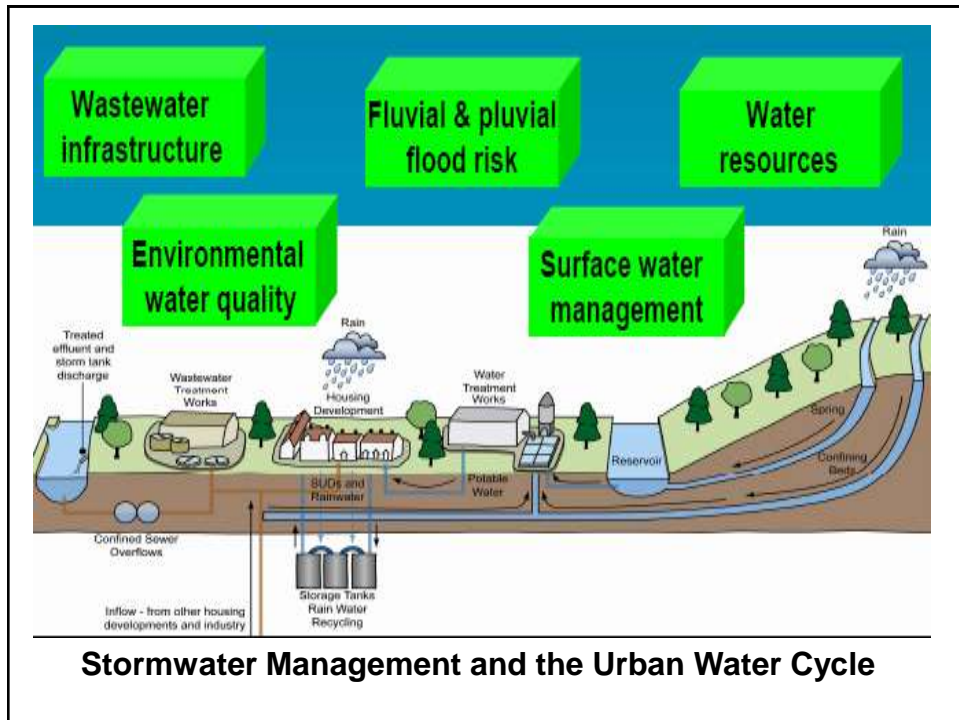 Wastewater
infrastructure
Fluvial & pluvial
flood risk
Water
resources
Environmental
water quality
Surface water
management
Rain
Rain
Treated
effluent and
storm tank
discharge
Wastewater
Treatment
Works
Housing
Development
Water
Treatment
Works
Spring
Reservoir
Confining
Beds
SUDs and
Rainwater
Potable
Water
Confined Sewer
Overflows
Storage Tanks
Rain Water
Recycling
Inflow - from other housing
developments and industry
Stormwater Management and the Urban Water Cycle